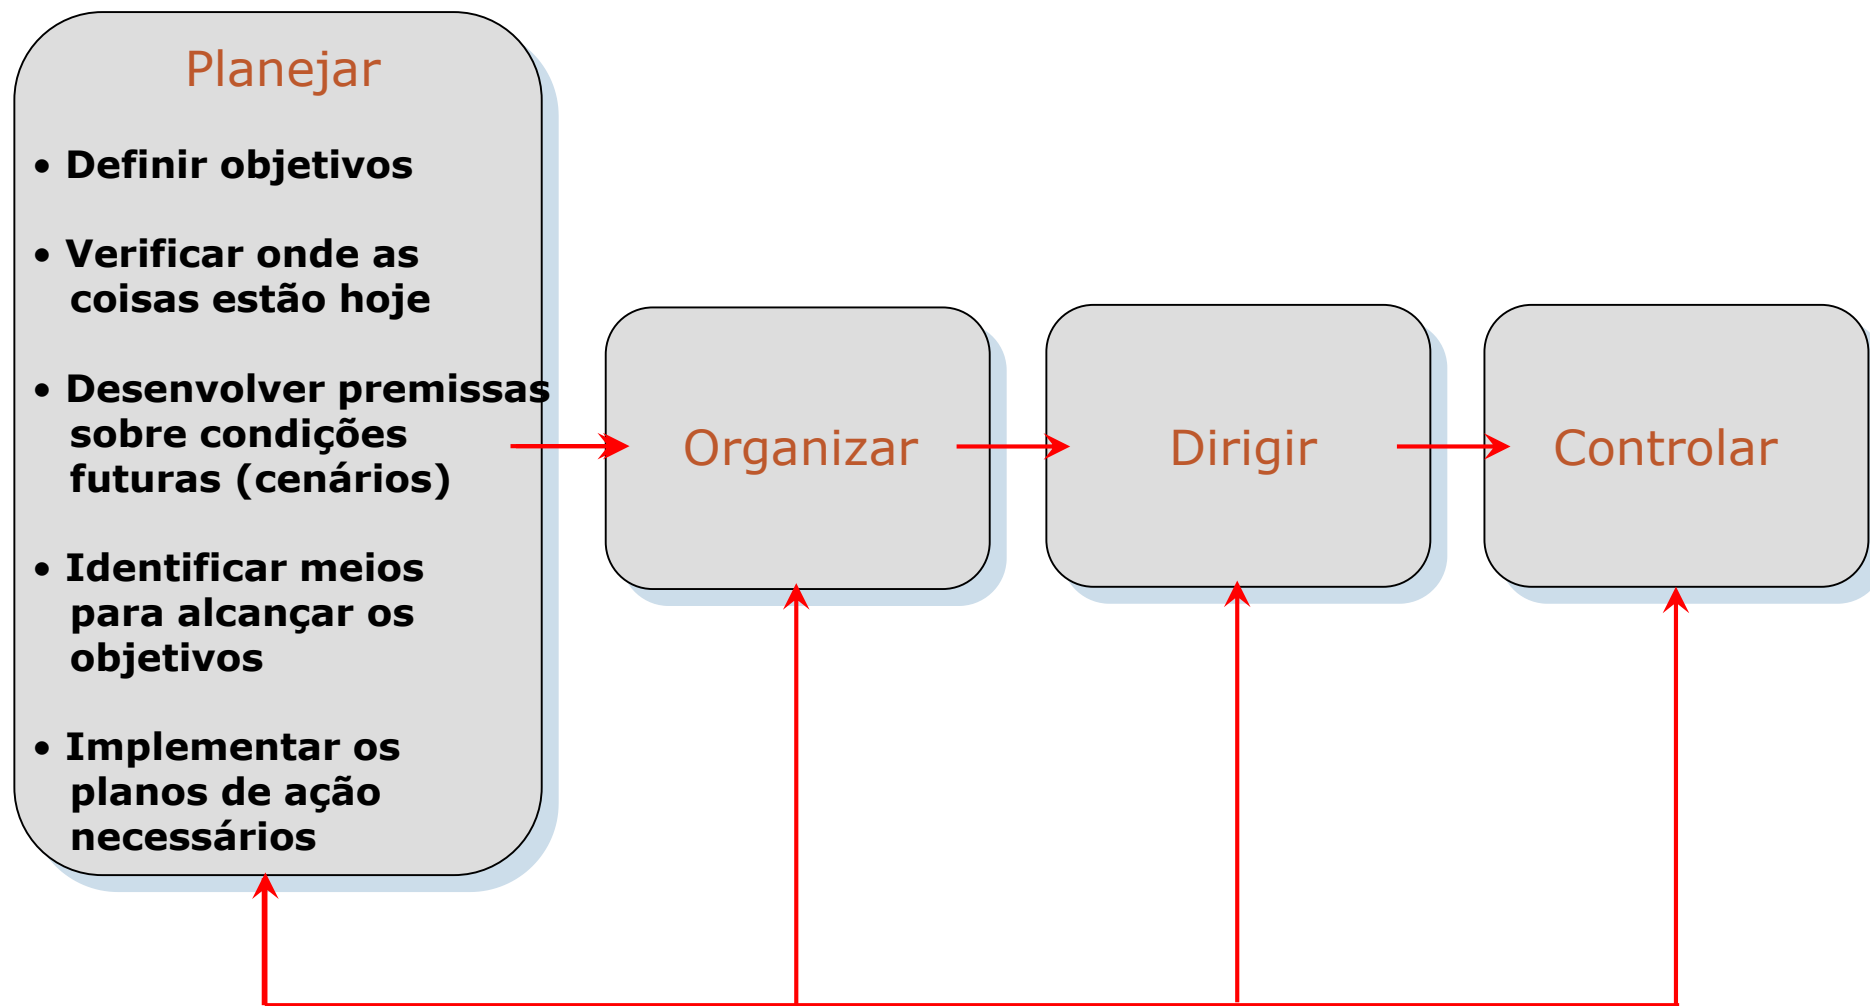 Planejar
• Definir objetivos
• Verificar onde as
coisas estão hoje
• Desenvolver premissas
sobre condições
futuras (cenários)
• Identificar meios
para alcançar os
objetivos
• Implementar os
planos de ação
necessários
Organizar
Dirigir
Controlar